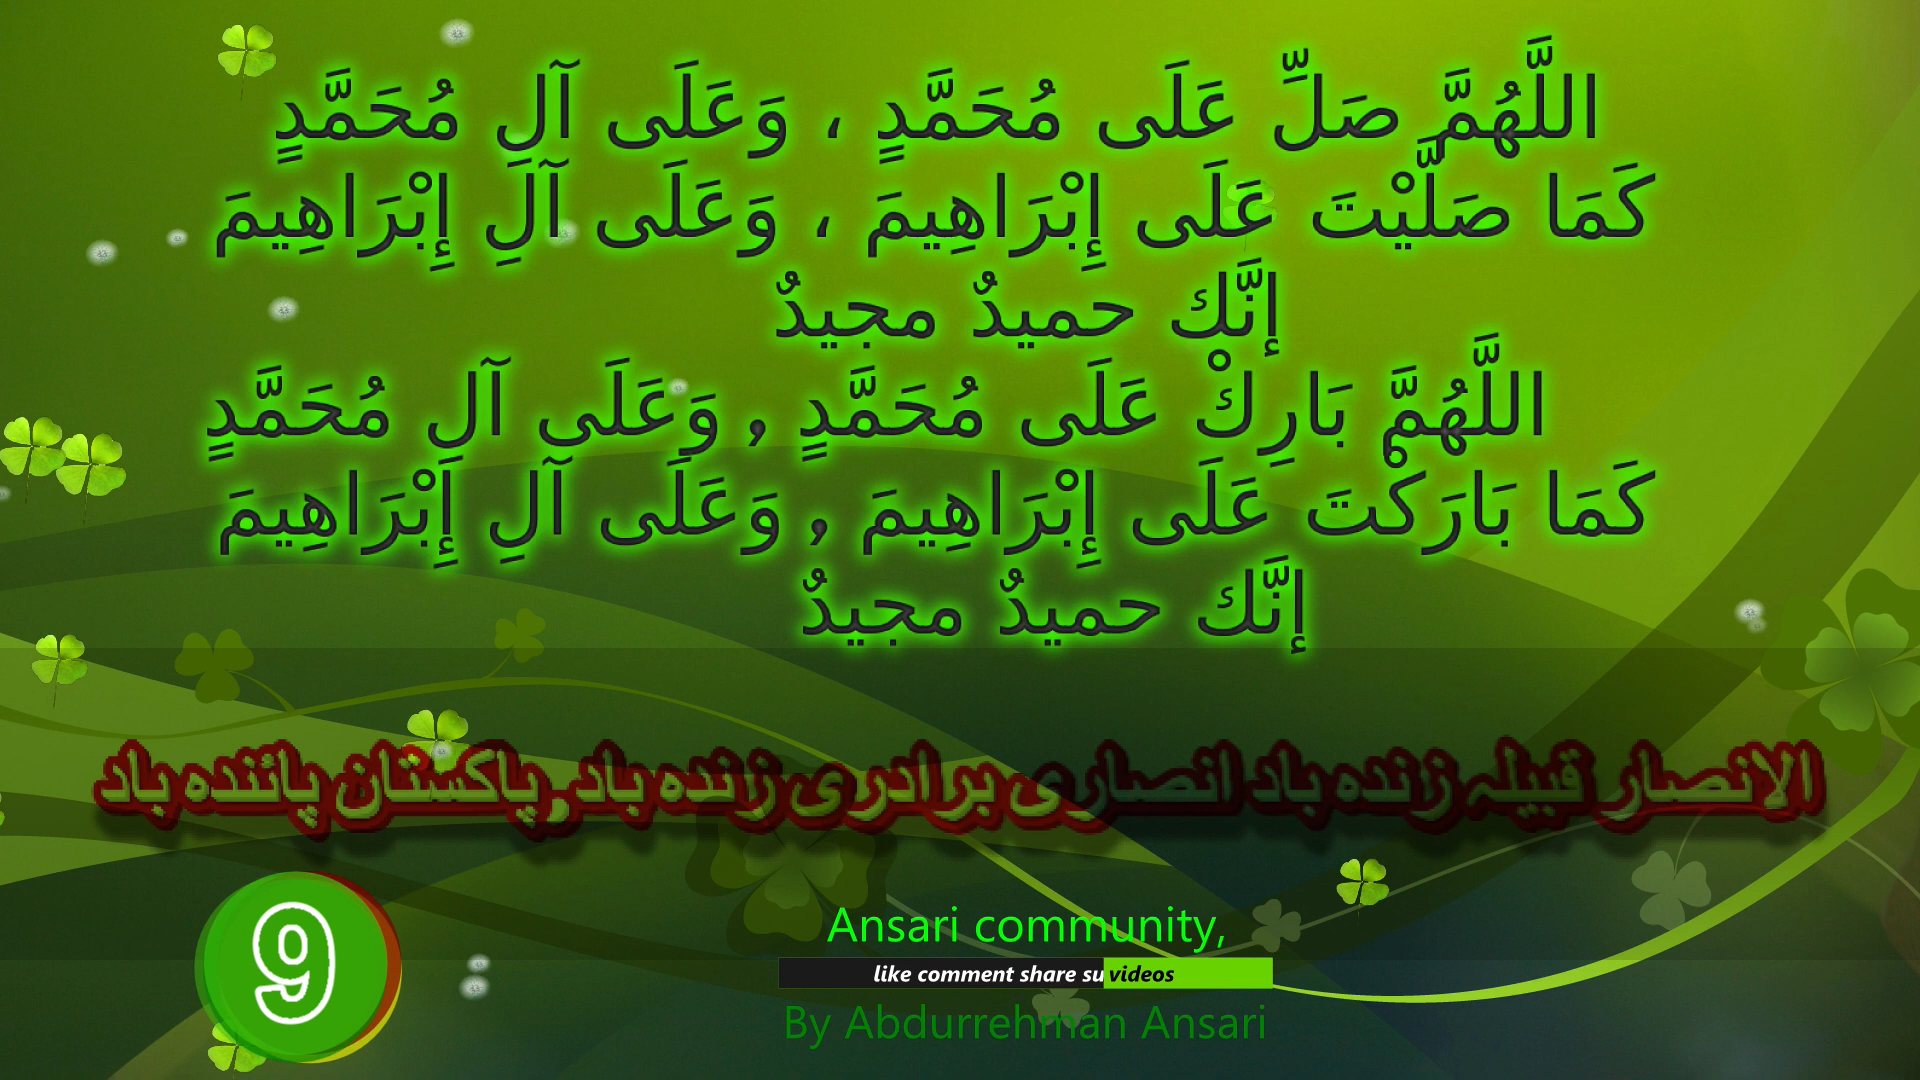 اللَّهُمَّ صَلِّ عَلَى مُحَمَّدٍ ، وَعَلَى آلِ مُحَمَّدٍ
كَمَا صَلَّيْتَ عَلَى إِبْرَاهِيمَ ، وَعَلَى آلِ إِبْرَاهِيمَ
إنَّك حميدٌ مجيدٌ
اللَّهُمَّ بَارِكْ عَلَى مُحَمَّدٍ , وَعَلَى آلِ مُحَمَّدٍ
كَمَا بَارَكْتَ عَلَى إِبْرَاهِيمَ , وَعَلَى آلِ إِبْرَاهِيمَ
إنَّك حميدٌ مجيدٌ
الانصار قبیلہ زندہ باد انصاری برادری زندہ باد,پاکستان پائندہ باد
9
Ansari community,
like comment share su videos
By Abdurrehman Ansari